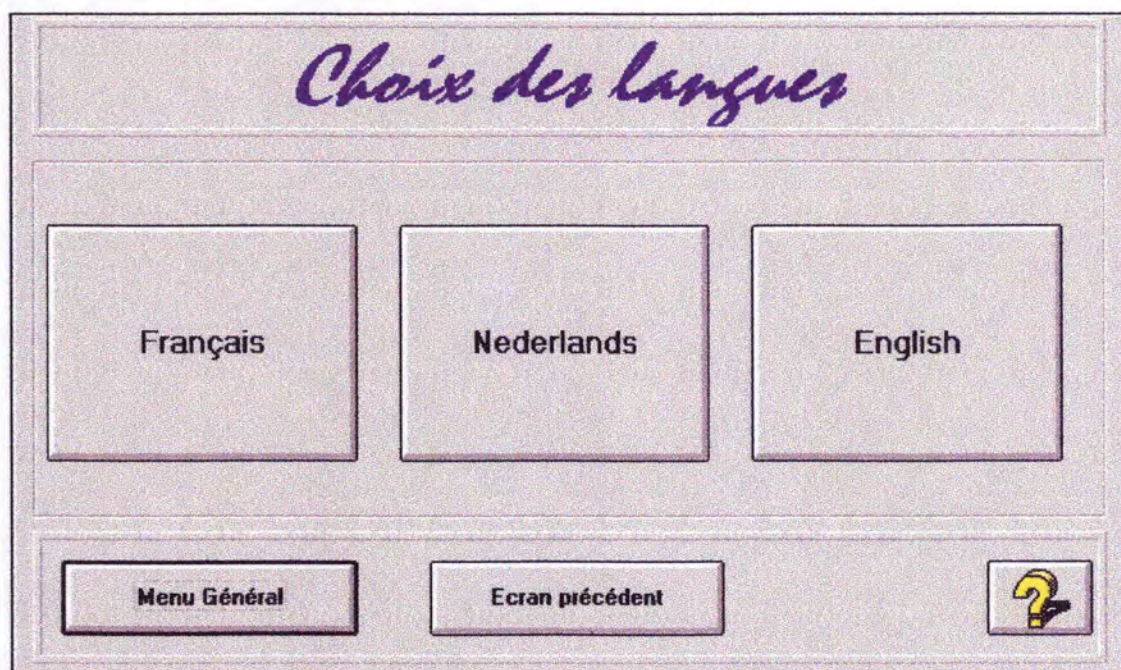 Choix des langues
Français Nederlands English
Menu Général Ecran précédent